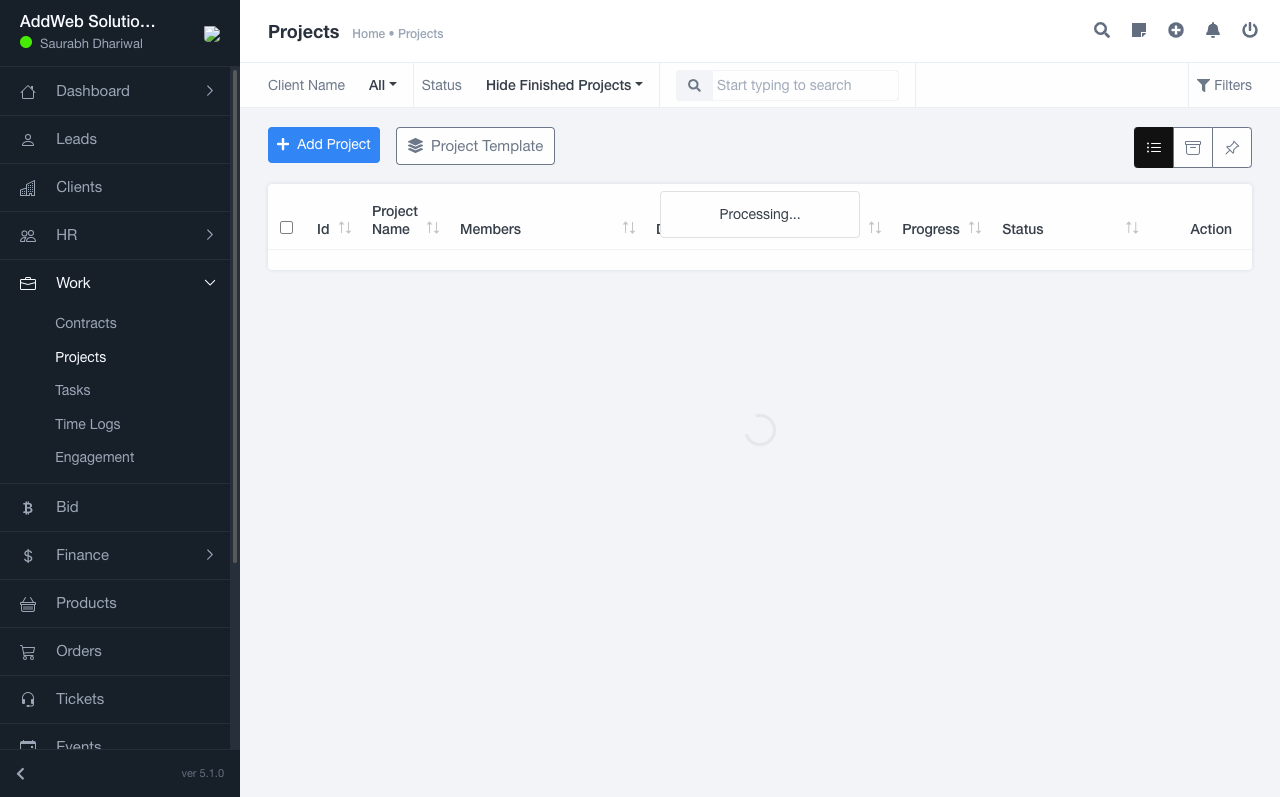 AddWeb Solutio...
Saurabh Dhariwal
Dashboard
Leads
Clients
HR
Work
Contracts
Projects
Tasks
Time Logs
Engagement
Bid
Finance
Products
Orders
Tickets
Events
ver 5.1.0
Projects
Home • Projects
Client Name
All
Status
Hide Finished Projects
Start typing to search
Filters
Add Project
Project Template
Id
Project
Name
Members
Processing...
Progress
Status
Action